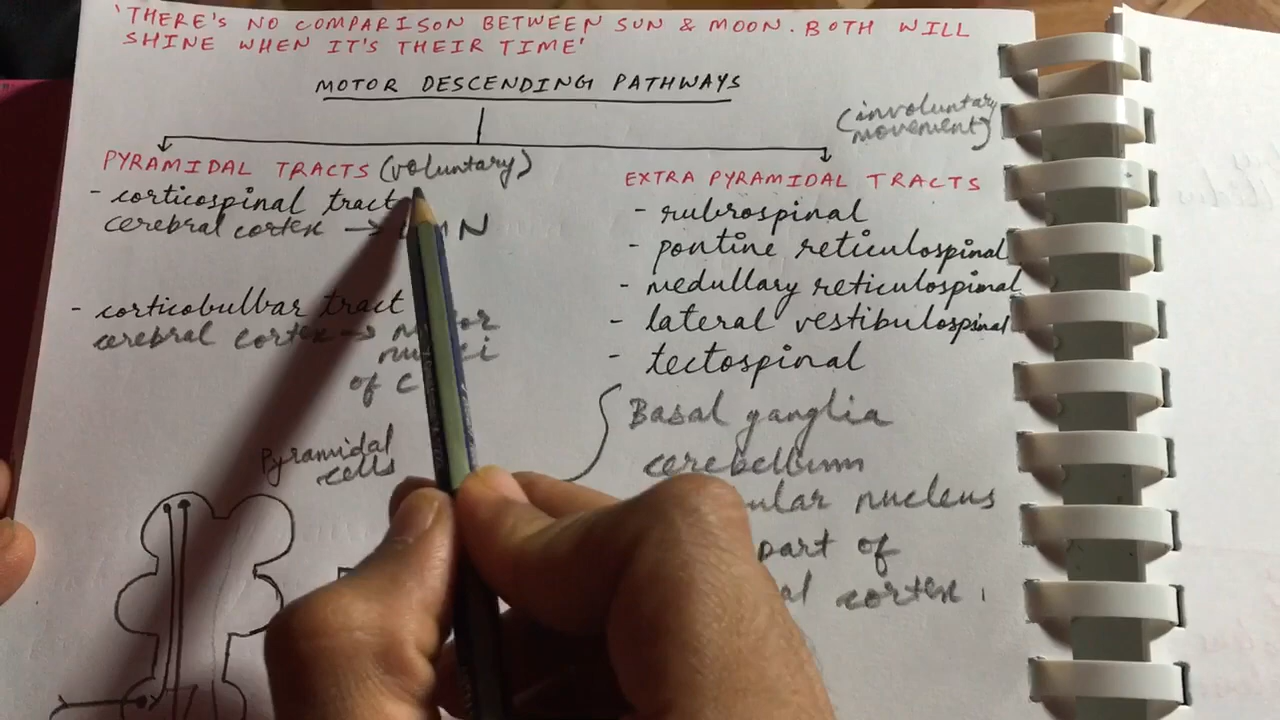 'THERE'S NO COMPARISON BETWEEN SUN & MOON. BOTH WILL
SHINE WHEN IT'S THEIR TIME'
MOTOR DESCENDING PATHWAYS
(involuntary
movement)
PYRAMIDAL TRACTS (voluntary)
- corticospinal tract
cerebral cortex → N
- corticobulbar tract
cerebral cortex →
of
Pyramidal
cells
EXTRA PYRAMIDAL TRACTS
- rubrospinal
- pontine reticulospinal
- medullary reticulospinal
- lateral vestibulospinal
- tectospinal
Basal ganglia
cerebellum
nucleus
part of
cortex